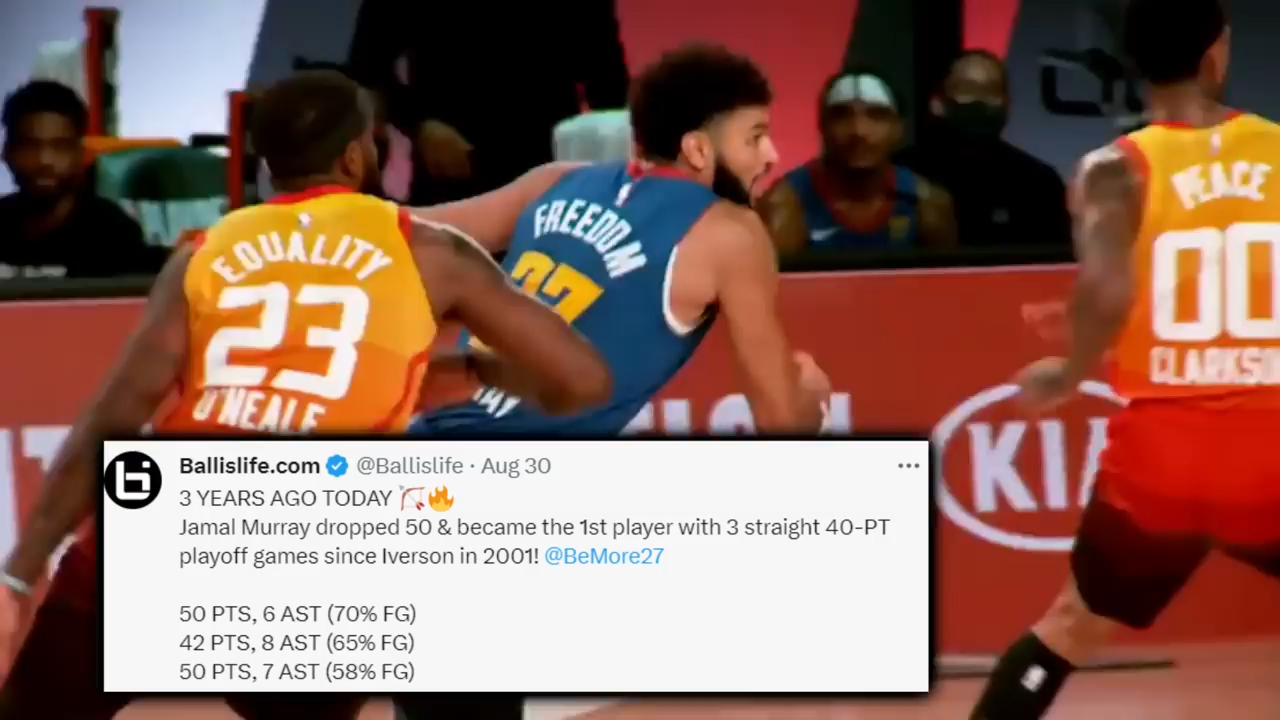 EQUALITY
23
O'NEALE
FREEDOM
27
PEACE
00
CLARKSO
KIA
Ballislife.com @Ballislife · Aug 30
3 YEARS AGO TODAY 🏹🔥
Jamal Murray dropped 50 & became the 1st player with 3 straight 40-PT
playoff games since Iverson in 2001! @BeMore27
50 PTS, 6 AST (70% FG)
42 PTS, 8 AST (65% FG)
50 PTS, 7 AST (58% FG)